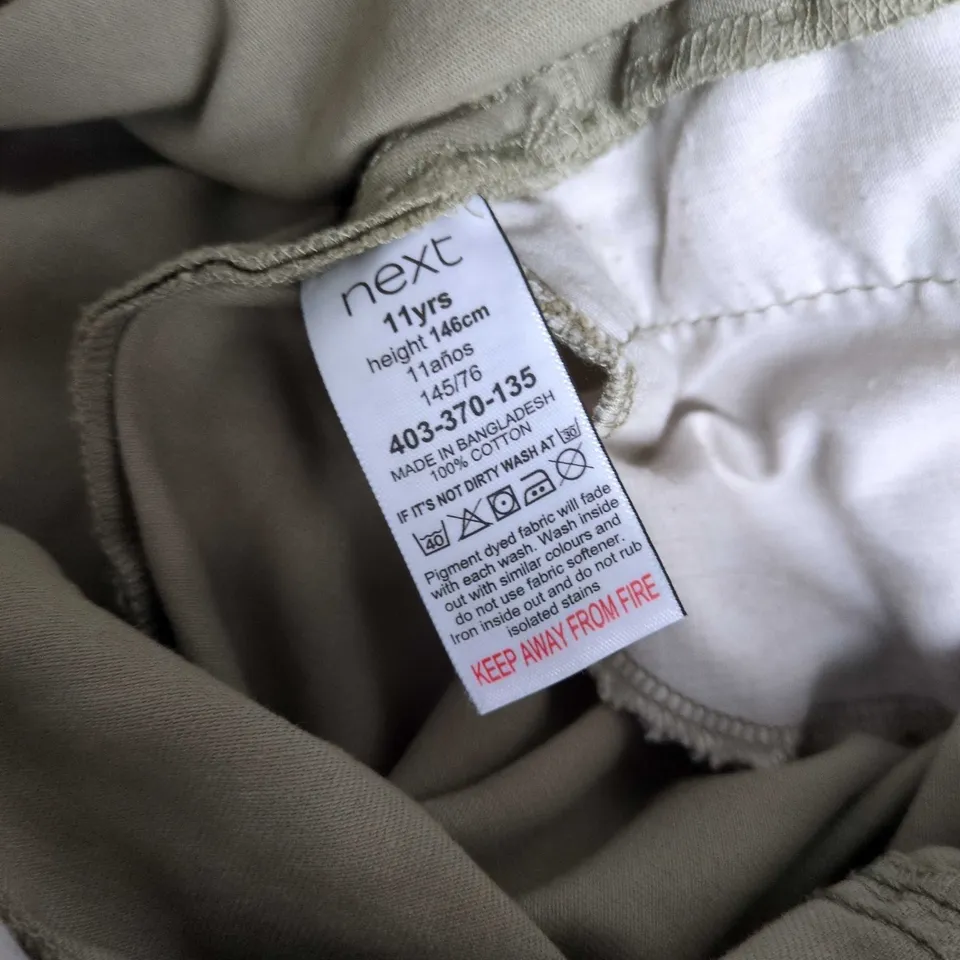 next
11yrs
height 146cm
11años
145/76
403-370-135
MADE IN BANGLADESH
100% COTTON
IF IT'S NOT DIRTY WASH AT 30
40
Pigment dyed fabric will fade
with each wash. Wash inside
out with similar colours and
do not use fabric softener.
Iron inside out and do not rub
isolated stains
KEEP AWAY FROM FIRE